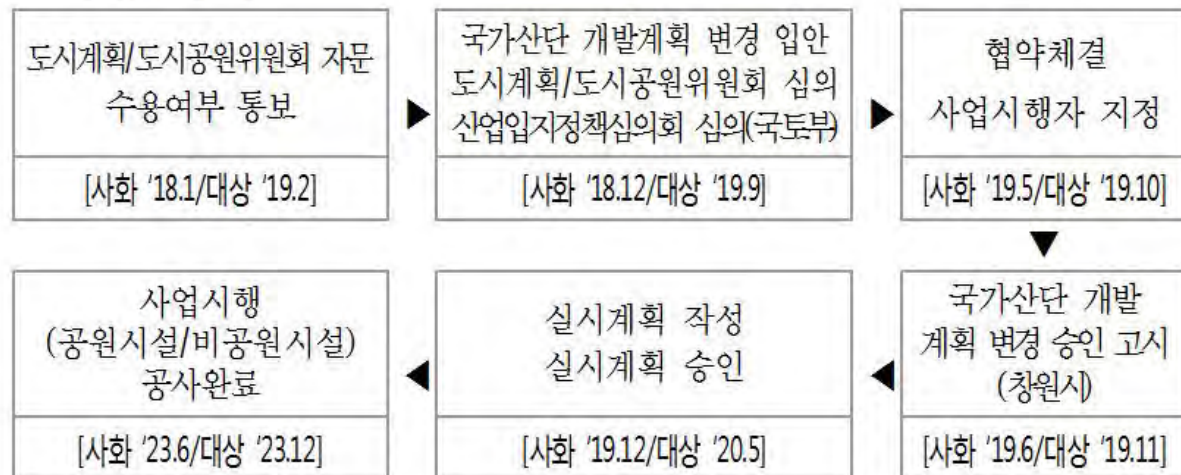 도시계획/도시공원위원회 자문
수용여부 통보
[사화 '18.1/대상 '19.2]
국가산단 개발계획 변경 입안
도시계획/도시공원위원회 심의
산업입지정책심의회 심의(국토부)
[사화 '18.12/대상 '19.9]
협약체결
사업시행자 지정
[사화 '19.5/대상 '19.10]
국가산단 개발
계획 변경 승인 고시
(창원시)
[사화 '19.6/대상 '19.11]
실시계획 작성
실시계획 승인
[사화 '19.12/대상 '20.5]
사업시행
(공원시설/비공원시설)
공사완료
[사화 '23.6/대상 '23.12]